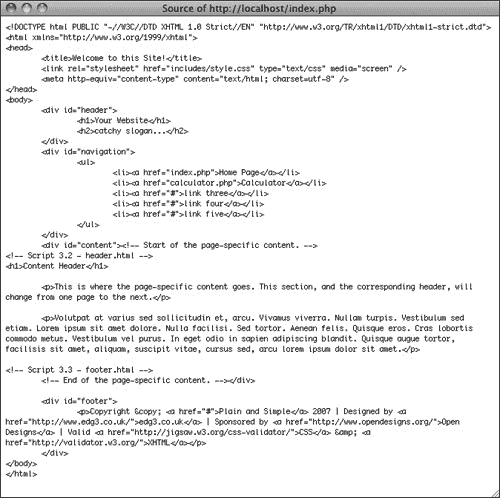 Source of http://localhost/index.php
<!DOCTYPE html PUBLIC "-//W3C//DTD XHTML 1.0 Strict//EN" "http://www.w3.org/TR/xhtml1/DTD/xhtml1-strict.dtd">
<html xmlns="http://www.w3.org/1999/xhtml">
<head>
	<title>Welcome to this Site!</title>
	<link rel="stylesheet" href="includes/style.css" type="text/css" media="screen" />
	<meta http-equiv="content-type" content="text/html; charset=utf-8" />
</head>
<body>
	<div id="header">
		<h1>Your Website</h1>
		<h2>catchy slogan...</h2>
	</div>
	<div id="navigation">
		<ul>
			<li><a href="index.php">Home Page</a></li>
			<li><a href="calculator.php">Calculator</a></li>
			<li><a href="#">link three</a></li>
			<li><a href="#">link four</a></li>
			<li><a href="#">link five</a></li>
		</ul>
	</div>
	<div id="content"><!-- Start of the page-specific content. -->
<!-- Script 3.2 - header.html -->
<h1>Content Header</h1>

	<p>This is where the page-specific content goes. This section, and the corresponding header, will
change from one page to the next.</p>

	<p>Volutpat at varius sed sollicitudin et, arcu. Vivamus viverra. Nullam turpis. Vestibulum sed
etiam. Lorem ipsum sit amet dolore. Nulla facilisi. Sed tortor. Aenean felis. Quisque eros. Cras lobortis
commodo metus. Vestibulum vel purus. In eget odio in sapien adipiscing blandit. Quisque augue tortor,
facilisis sit amet, aliquam, suscipit vitae, cursus sed, arcu lorem ipsum dolor sit amet.</p>

<!-- Script 3.3 - footer.html -->
	<!-- End of the page-specific content. --></div>

	<div id="footer">
		<p>Copyright &copy; <a href="#">Plain and Simple</a> 2007 | Designed by <a
href="http://www.edg3.co.uk/">edg3.co.uk</a> | Sponsored by <a href="http://www.opendesigns.org/">Open
Designs</a> | Valid <a href="http://jigsaw.w3.org/css-validator/">CSS</a> &amp; <a
href="http://validator.w3.org/">XHTML</a></p>
	</div>
</body>
</html>